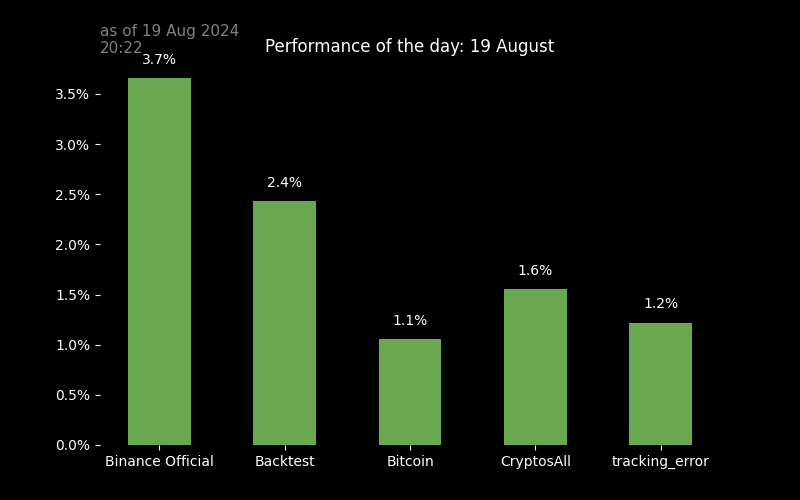 as of 19 Aug 2024
20:22
Performance of the day: 19 August
3.7%
2.4%
1.1%
1.6%
1.2%
3.5%
3.0%
2.5%
2.0%
1.5%
1.0%
0.5%
0.0%
Binance Official
Backtest
Bitcoin
CryptosAll
tracking_error